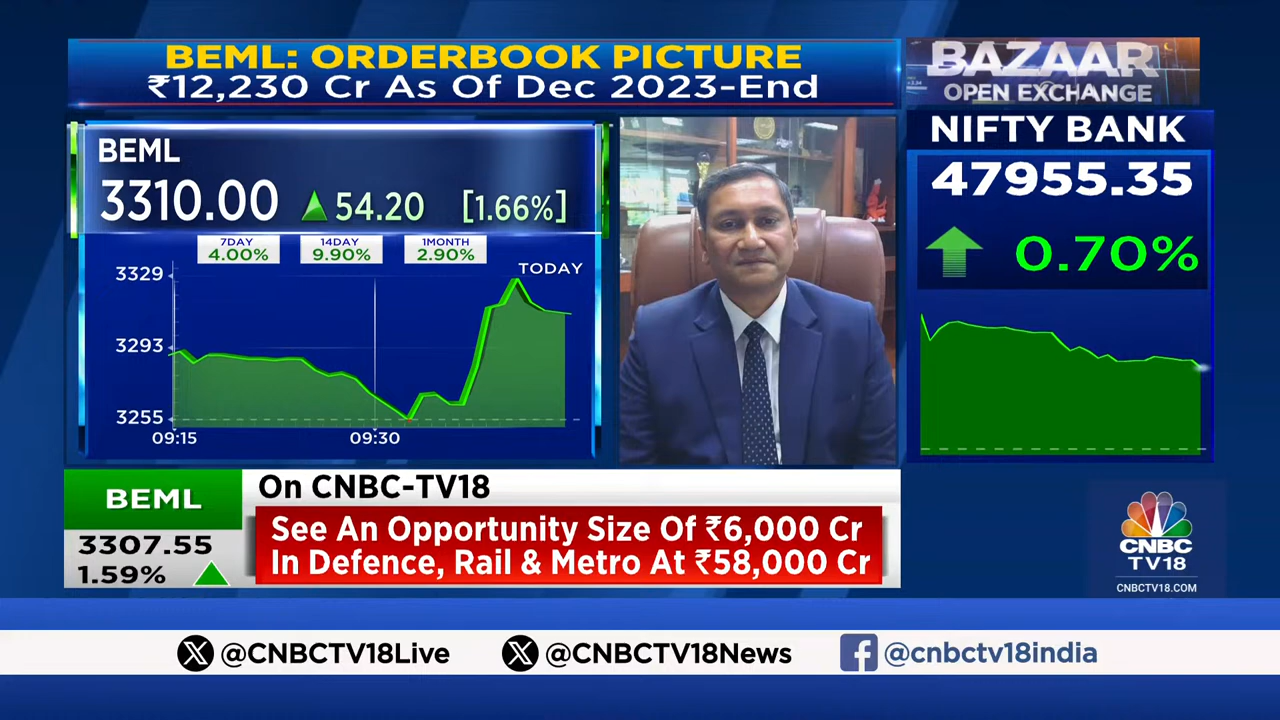 BEML: ORDERBOOK PICTURE
₹12,230 Cr As Of Dec 2023-End
BAZAAR
OPEN EXCHANGE
BEML
3310.00 ▲ 54.20 [1.66%]
7DAY
4.00%
14DAY
9.90%
1MONTH
2.90%
TODAY
3329
3293
3255
09:15
09:30
NIFTY BANK
47955.35
0.70%
BEML
3307.55
1.59%
On CNBC-TV18
See An Opportunity Size Of ₹6,000 Cr
In Defence, Rail & Metro At ₹58,000 Cr
CNBC
TV18
CNBCTV18.COM
X @CNBCTV18Live
X @CNBCTV18News
f @cnbctv18india